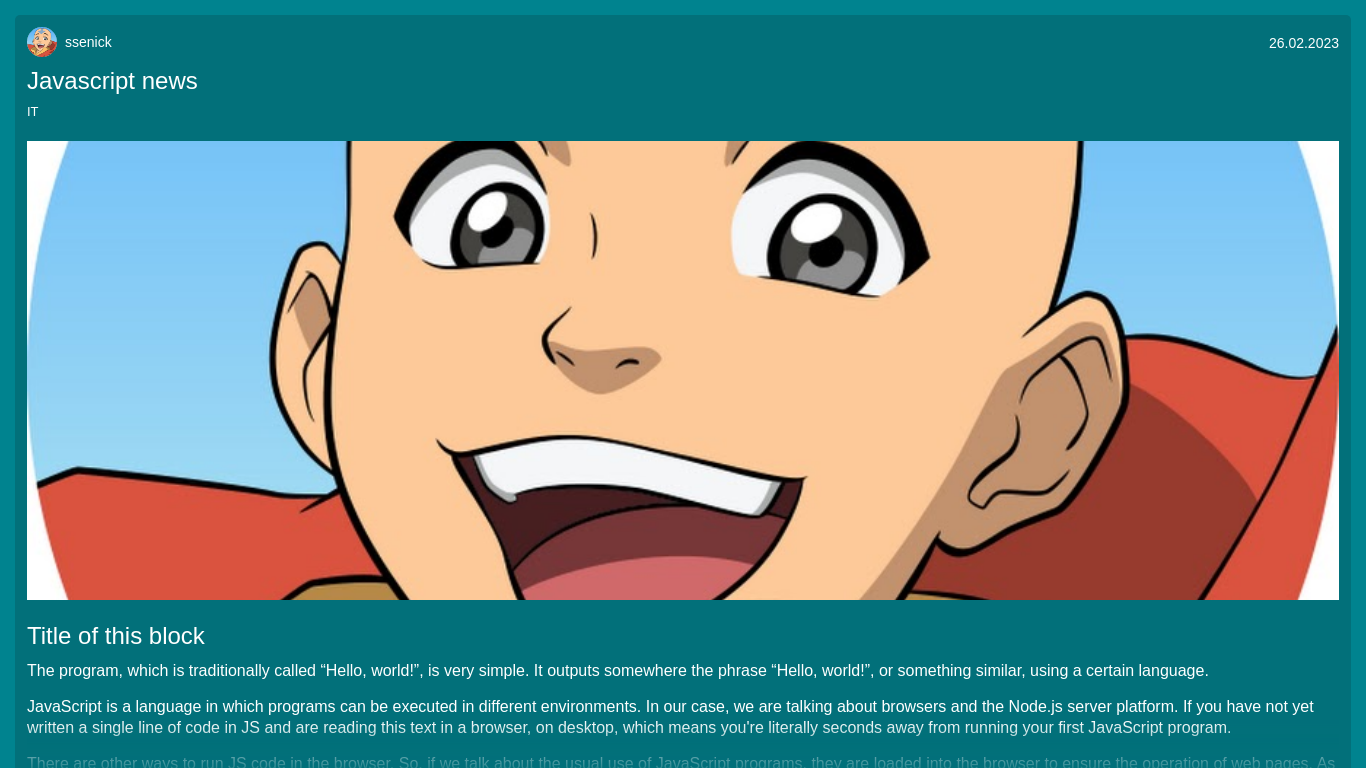 ssenick
26.02.2023
Javascript news
IT
Title of this block
The program, which is traditionally called “Hello, world!”, is very simple. It outputs somewhere the phrase “Hello, world!”, or something similar, using a certain language.
JavaScript is a language in which programs can be executed in different environments. In our case, we are talking about browsers and the Node.js server platform. If you have not yet
written a single line of code in JS and are reading this text in a browser, on desktop, which means you're literally seconds away from running your first JavaScript program.
There are other ways to run JS code in the browser. So, if we talk about the usual use of JavaScript programs, they are loaded into the browser to ensure the operation of web pages. As